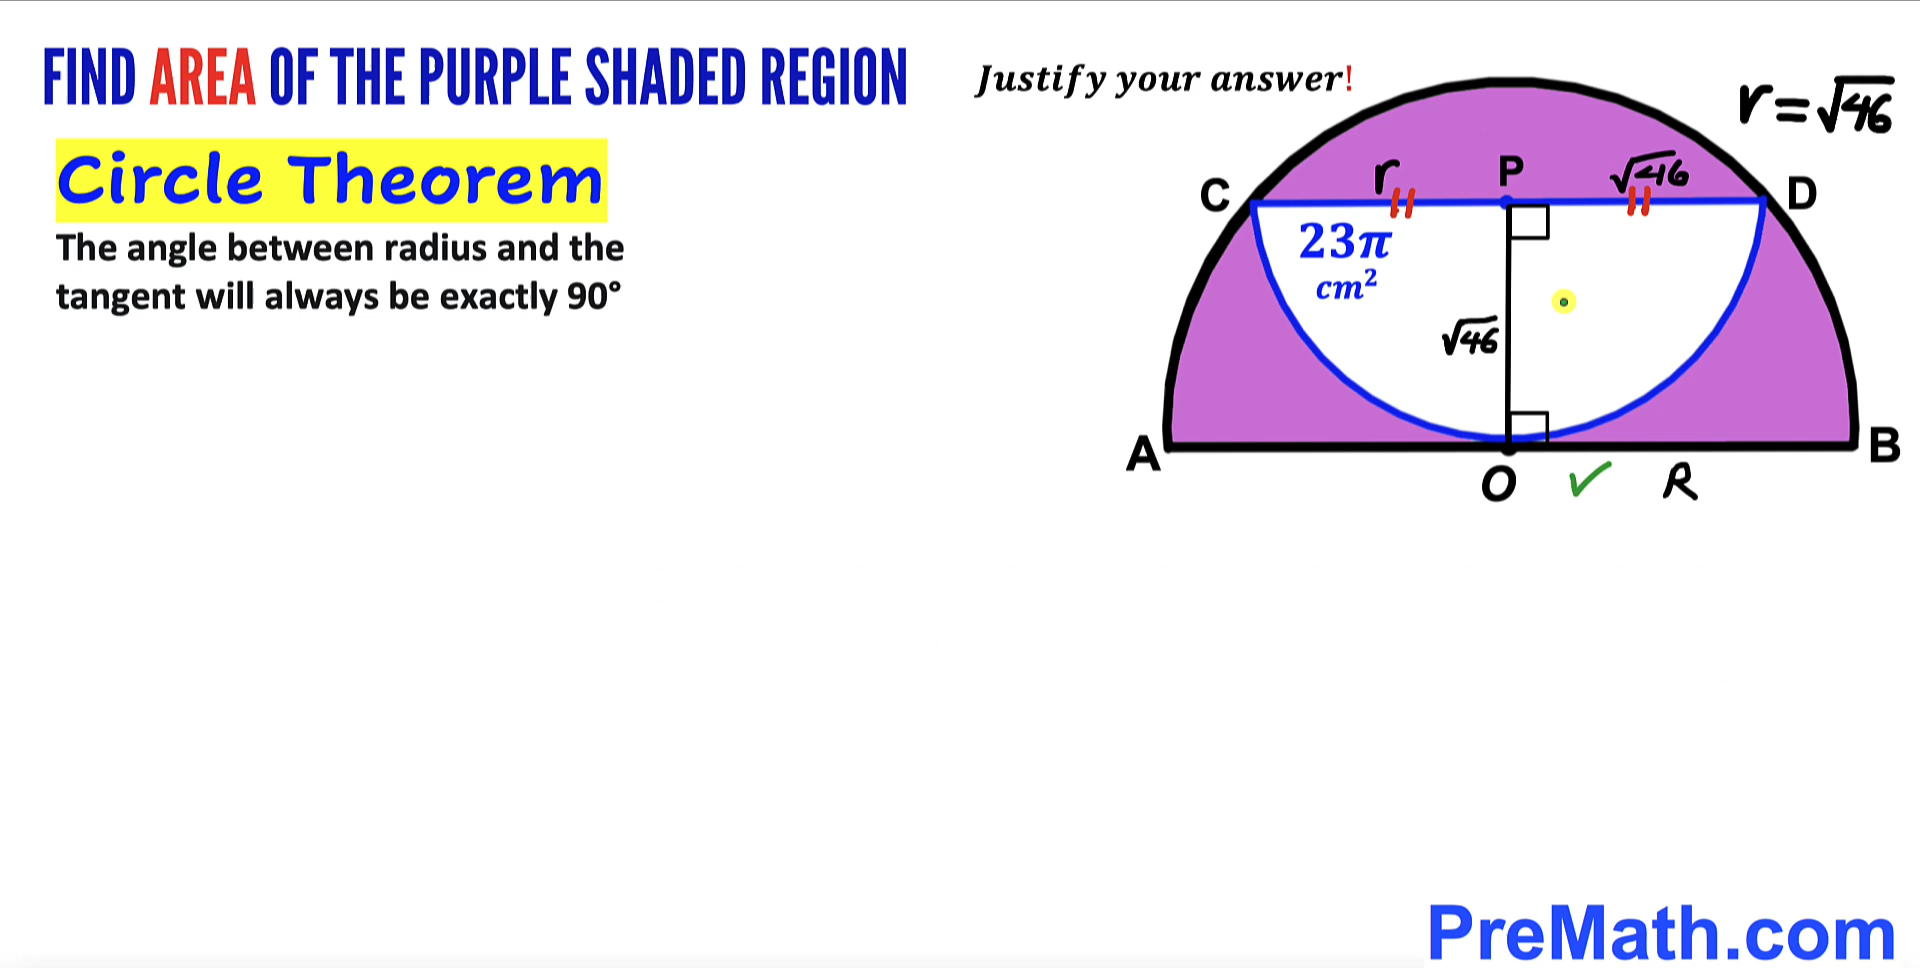 FIND AREA OF THE PURPLE SHADED REGION
Justify your answer!
r=√46
Circle Theorem
The angle between radius and the
tangent will always be exactly 90°
C
r
P
√46
D
23π
cm²
√46
A
B
O
✓
R
PreMath.com